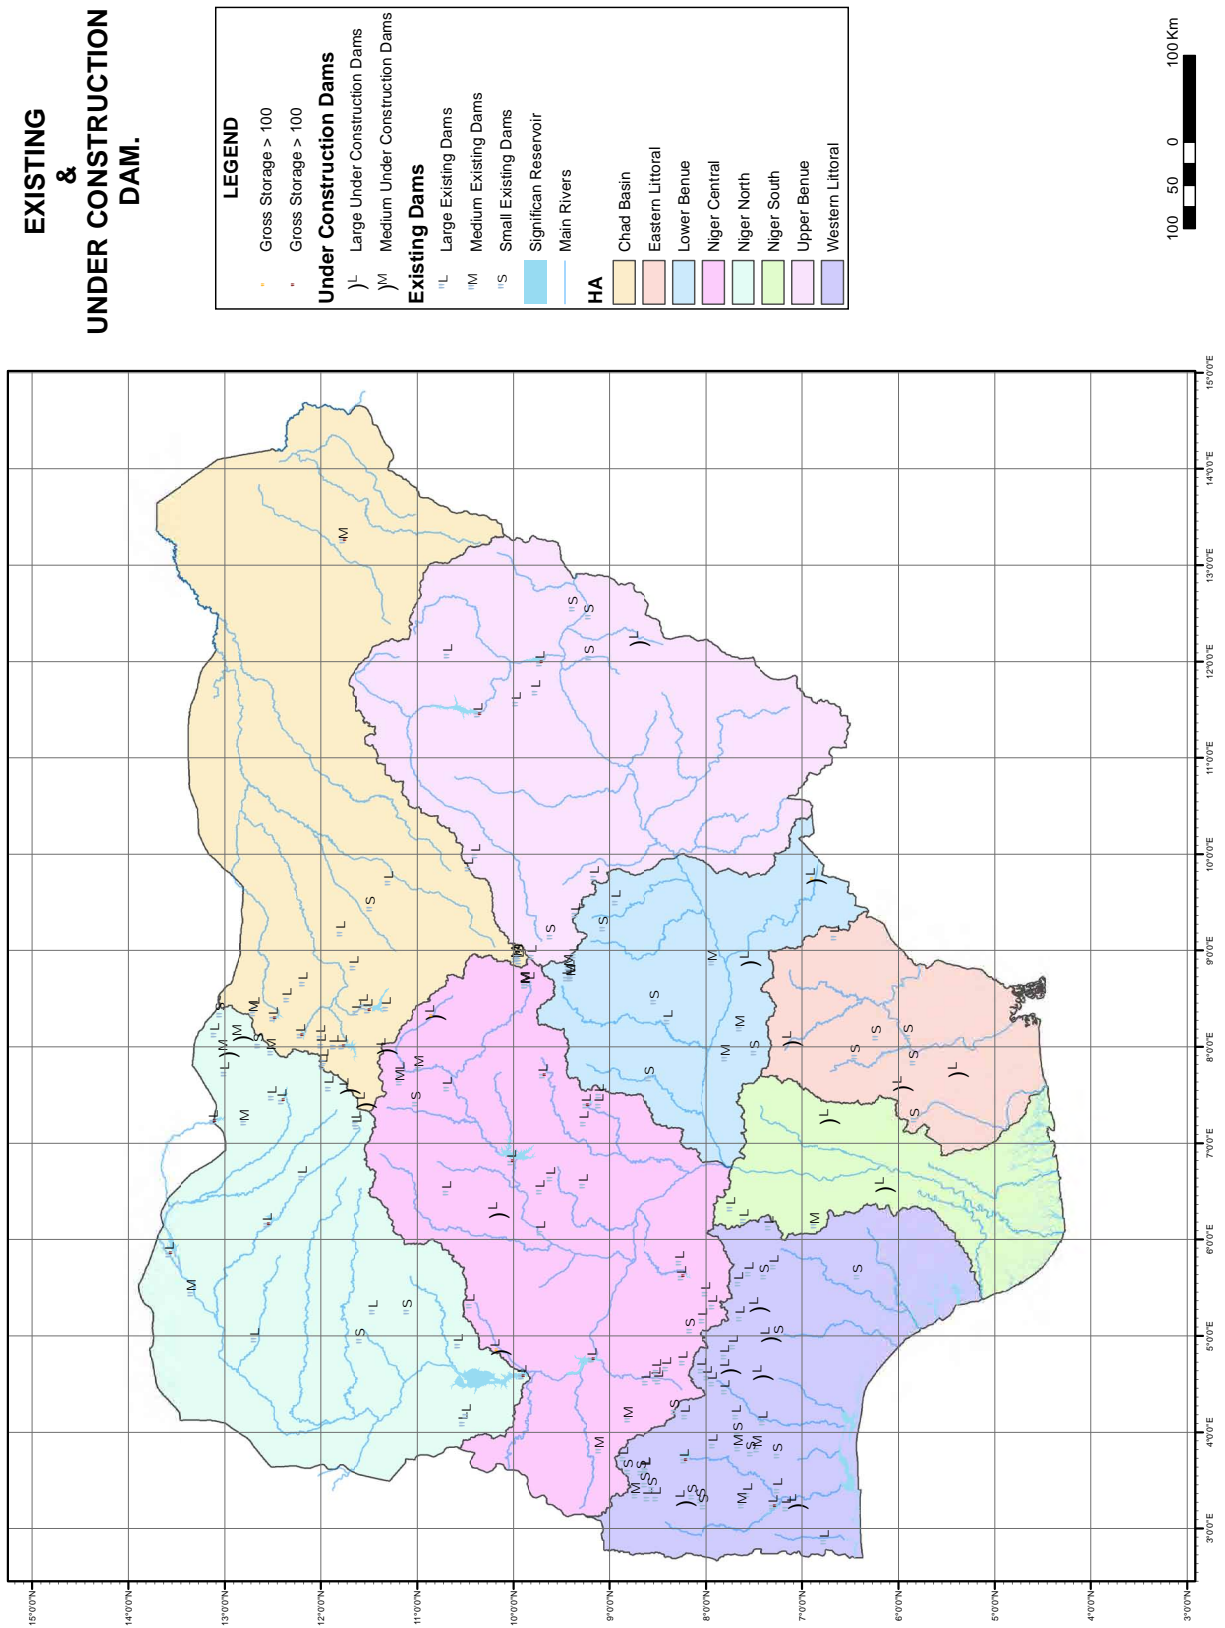 EXISTING
&
UNDER CONSTRUCTION
DAM.
LEGEND
Gross Storage > 100
Gross Storage > 100
Under Construction Dams
L Large Under Construction Dams
M Medium Under Construction Dams
Existing Dams
L Large Existing Dams
M Medium Existing Dams
S Small Existing Dams
Significan Reservoir
Main Rivers
HA
Chad Basin
Eastern Littoral
Lower Benue
Niger Central
Niger North
Niger South
Upper Benue
Western Littoral
100 50 0 100 Km
15°0'0"N
14°0'0"N
13°0'0"N
12°0'0"N
11°0'0"N
10°0'0"N
9°0'0"N
8°0'0"N
7°0'0"N
6°0'0"N
5°0'0"N
4°0'0"N
3°0'0"N
3°0'0"E
4°0'0"E
5°0'0"E
6°0'0"E
7°0'0"E
8°0'0"E
9°0'0"E
10°0'0"E
11°0'0"E
12°0'0"E
13°0'0"E
14°0'0"E
15°0'0"E